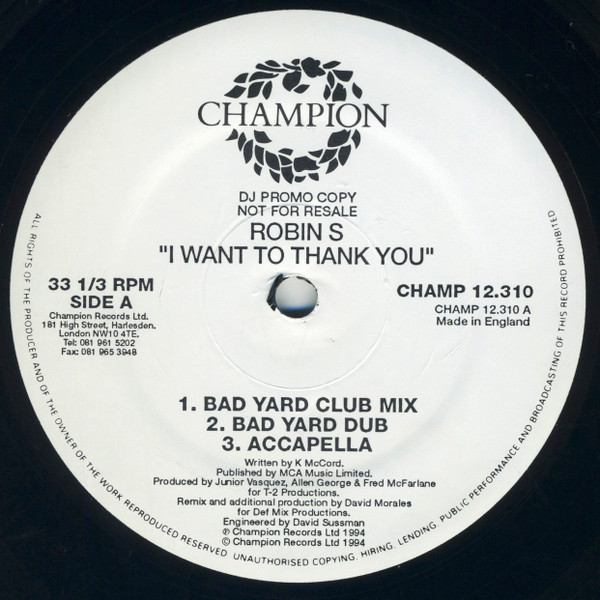 CHAMPION
DJ PROMO COPY
NOT FOR RESALE
ROBIN S
"I WANT TO THANK YOU"
33 1/3 RPM
SIDE A
Champion Records Ltd.
181 High Street, Harlesden.
London NW10 4TE.
Tel: 081 961 5202
Fax: 081 965 3948
CHAMP 12.310
CHAMP 12.310 A
Made in England
1. BAD YARD CLUB MIX
2. BAD YARD DUB
3. ACCAPELLA
Written by K McCord.
Published by MCA Music Limited.
Produced by Junior Vasquez, Allen George & Fred McFarlane
for T-2 Productions.
Remix and additional production by David Morales
for Def Mix Productions.
Engineered by David Sussman
℗ Champion Records Ltd 1994
© Champion Records Ltd 1994
ALL RIGHTS OF THE PRODUCER AND OF THE OWNER OF THE WORK REPRODUCED RESERVED. UNAUTHORISED COPYING. HIRING. LENDING. PUBLIC PERFORMANCE AND BROADCASTING OF THIS RECORD PROHIBITED